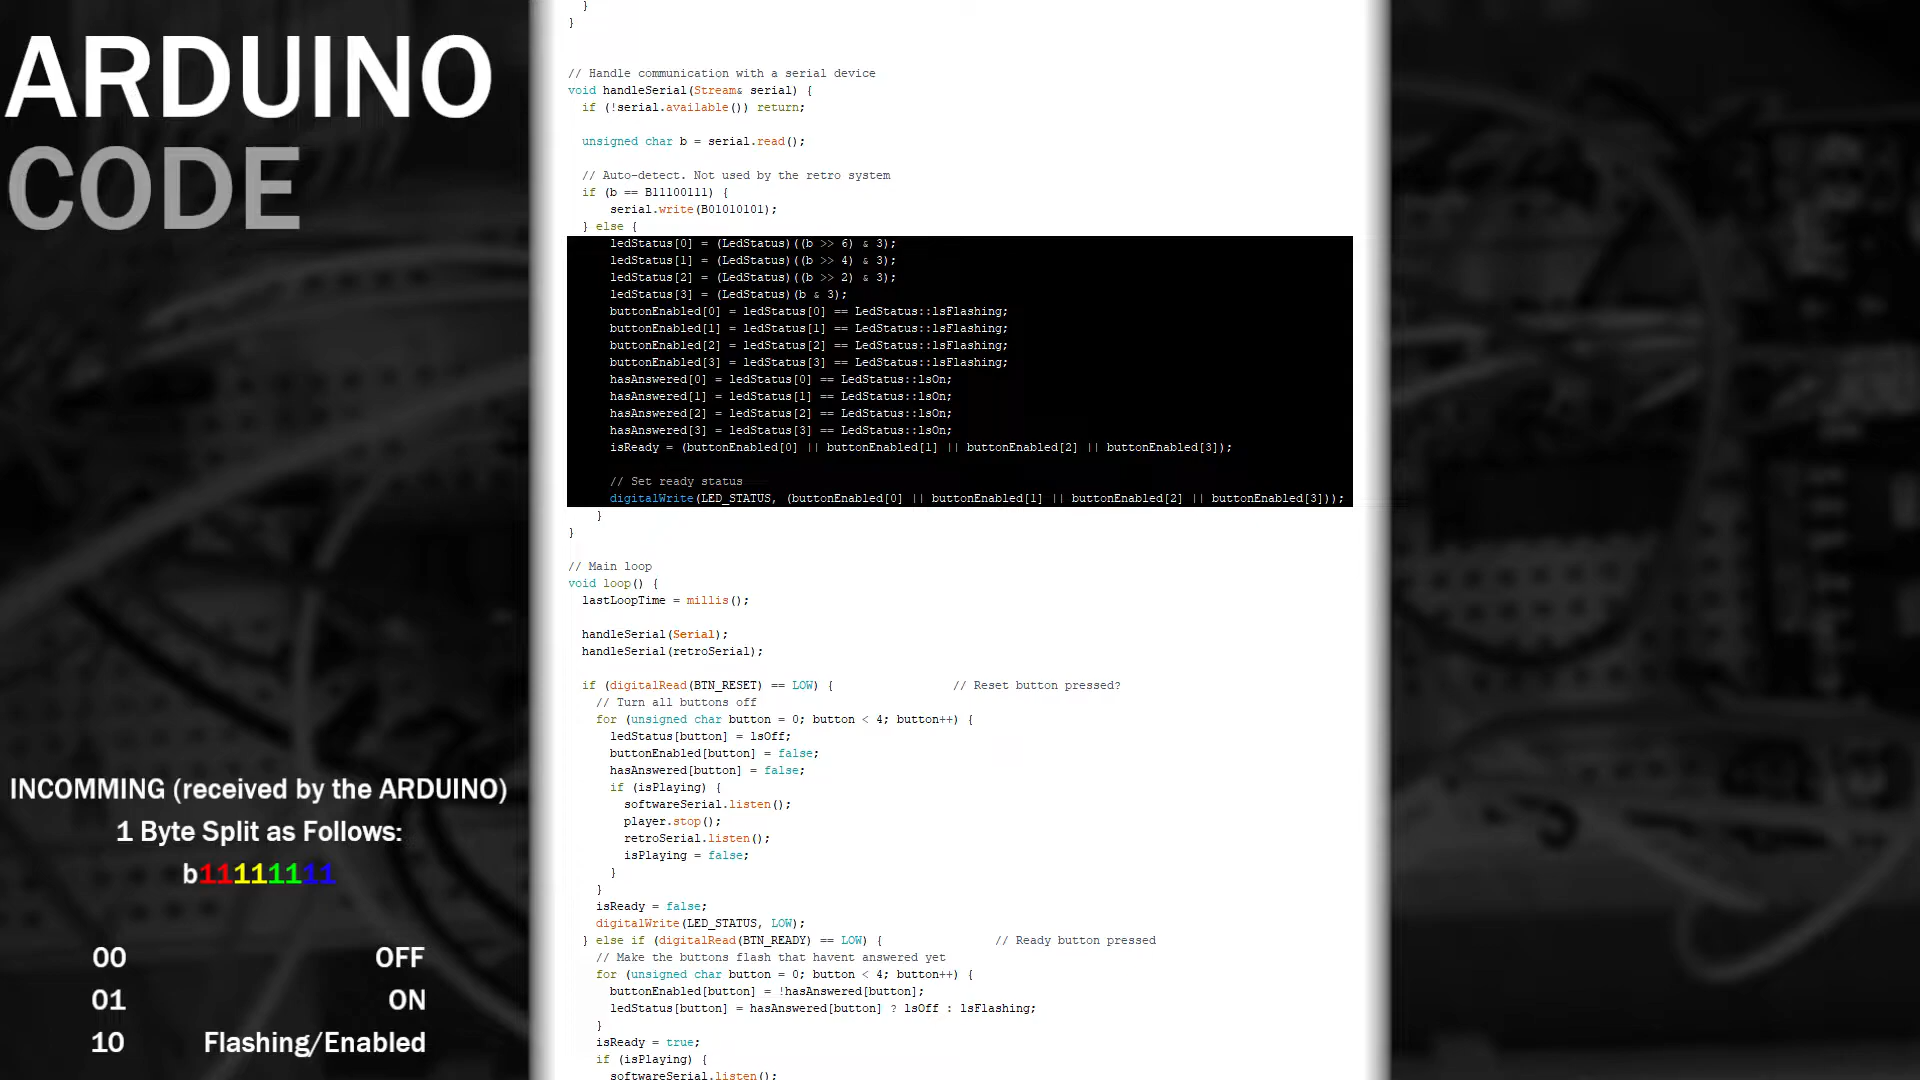 ARDUINO
CODE
INCOMMING (received by the ARDUINO)
1 Byte Split as Follows:
b11111111
00 OFF
01 ON
10 Flashing/Enabled
}
}
// Handle communication with a serial device
void handleSerial(Stream& serial) {
if (!serial.available()) return;
unsigned char b = serial.read();
// Auto-detect. Not used by the retro system
if (b == B11100111) {
serial.write(B01010101);
} else {
ledStatus[0] = (LedStatus)((b >> 6) & 3);
ledStatus[1] = (LedStatus)((b >> 4) & 3);
ledStatus[2] = (LedStatus)((b >> 2) & 3);
ledStatus[3] = (LedStatus)(b & 3);
buttonEnabled[0] = ledStatus[0] == LedStatus::lsFlashing;
buttonEnabled[1] = ledStatus[1] == LedStatus::lsFlashing;
buttonEnabled[2] = ledStatus[2] == LedStatus::lsFlashing;
buttonEnabled[3] = ledStatus[3] == LedStatus::lsFlashing;
hasAnswered[0] = ledStatus[0] == LedStatus::lsOn;
hasAnswered[1] = ledStatus[1] == LedStatus::lsOn;
hasAnswered[2] = ledStatus[2] == LedStatus::lsOn;
hasAnswered[3] = ledStatus[3] == LedStatus::lsOn;
isReady = (buttonEnabled[0] || buttonEnabled[1] || buttonEnabled[2] || buttonEnabled[3]);
// Set ready status
digitalWrite(LED_STATUS, (buttonEnabled[0] || buttonEnabled[1] || buttonEnabled[2] || buttonEnabled[3]));
}
}
// Main loop
void loop() {
lastLoopTime = millis();
handleSerial(Serial);
handleSerial(retroSerial);
if (digitalRead(BTN_RESET) == LOW) { // Reset button pressed?
// Turn all buttons off
for (unsigned char button = 0; button < 4; button++) {
ledStatus[button] = lsOff;
buttonEnabled[button] = false;
hasAnswered[button] = false;
if (isPlaying) {
softwareSerial.listen();
player.stop();
retroSerial.listen();
isPlaying = false;
}
}
isReady = false;
digitalWrite(LED_STATUS, LOW);
} else if (digitalRead(BTN_READY) == LOW) { // Ready button pressed
// Make the buttons flash that havent answered yet
for (unsigned char button = 0; button < 4; button++) {
buttonEnabled[button] = !hasAnswered[button];
ledStatus[button] = hasAnswered[button] ? lsOff : lsFlashing;
}
isReady = true;
if (isPlaying) {
softwareSerial.listen();